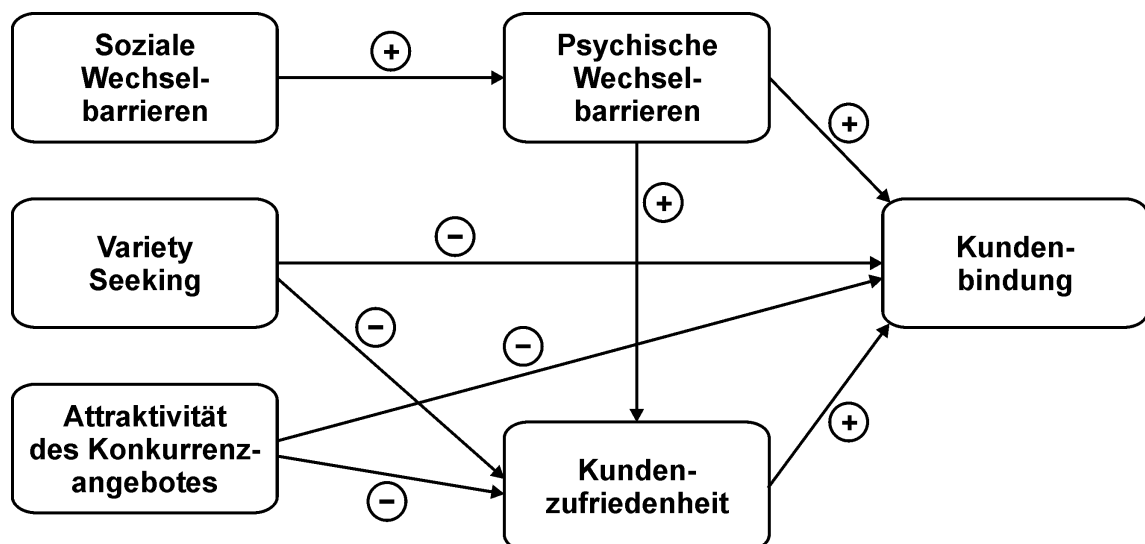 Soziale
Wechsel-
barrieren
+
Psychische
Wechsel-
barrieren
+
+
Variety
Seeking
−
−
−
Kunden-
bindung
Attraktivität
des Konkurrenz-
angebotes
−
Kunden-
zufriedenheit
+